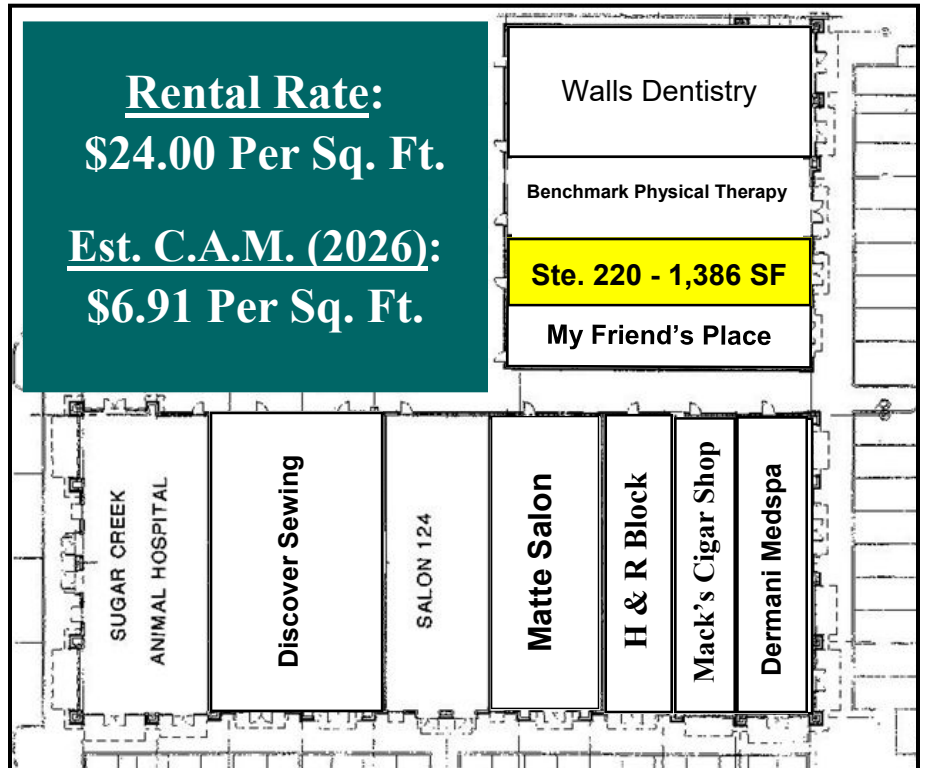 Rental Rate:
$24.00 Per Sq. Ft.
Est. C.A.M. (2026):
$6.91 Per Sq. Ft.
Walls Dentistry
Benchmark Physical Therapy
Ste. 220 - 1,386 SF
My Friend's Place
SUGAR CREEK
ANIMAL HOSPITAL
Discover Sewing
SALON 124
Matte Salon
H & R Block
Mack's Cigar Shop
Dermani Medspa